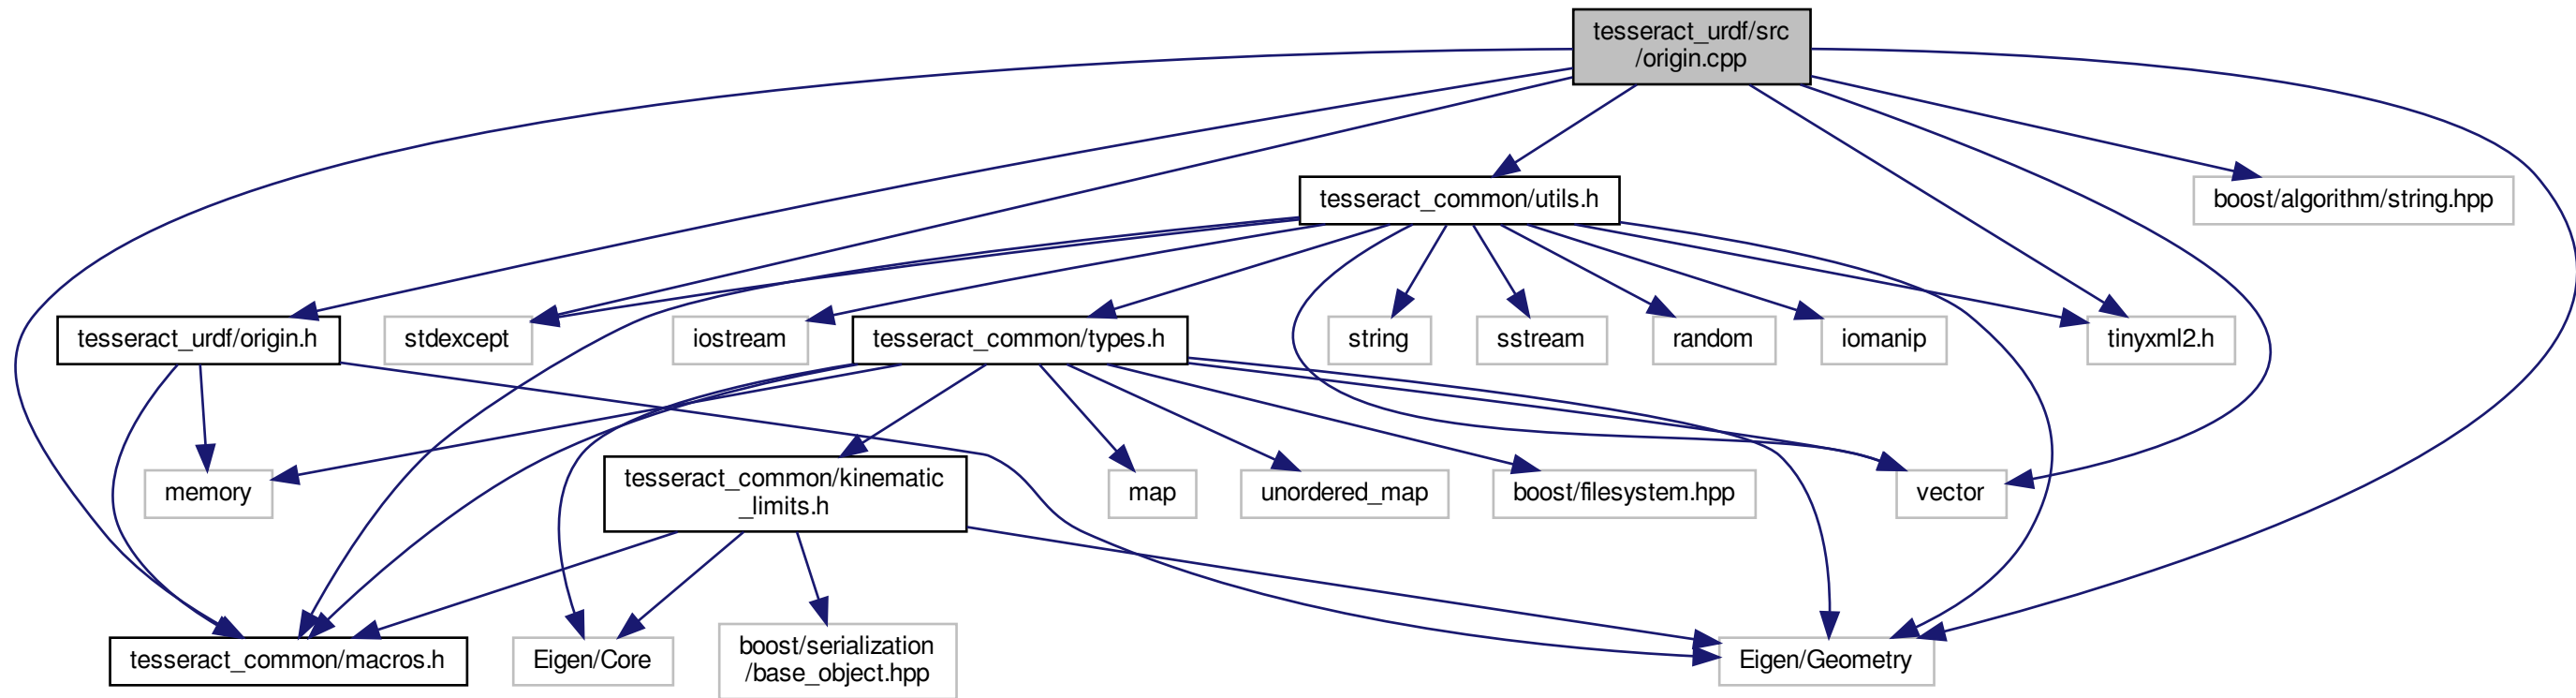 tesseract_urdf/src
/origin.cpp
tesseract_common/utils.h
boost/algorithm/string.hpp
tesseract_urdf/origin.h
stdexcept
iostream
tesseract_common/types.h
string
sstream
random
iomanip
tinyxml2.h
memory
tesseract_common/kinematic
_limits.h
map
unordered_map
boost/filesystem.hpp
vector
tesseract_common/macros.h
Eigen/Core
boost/serialization
/base_object.hpp
Eigen/Geometry